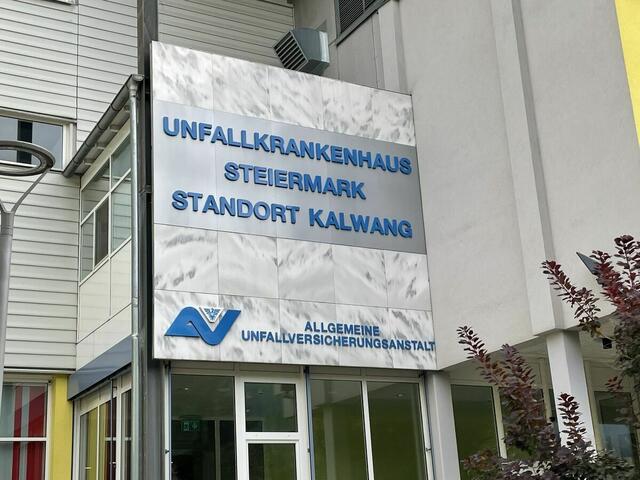 UNFALLKRANKENHAUS
STEIERMARK
STANDORT KALWANG
ALLGEMEINE
UNFALLVERSICHERUNGSANSTALT